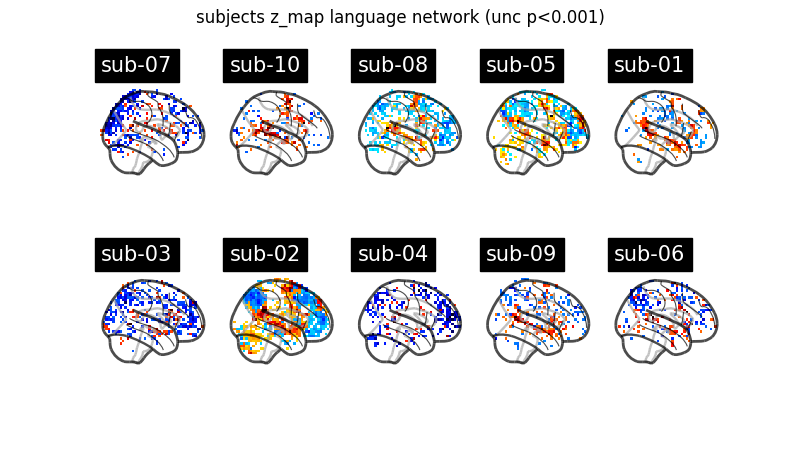 subjects z_map language network (unc p<0.001)
sub-07
sub-10
sub-08
sub-05
sub-01
sub-03
sub-02
sub-04
sub-09
sub-06